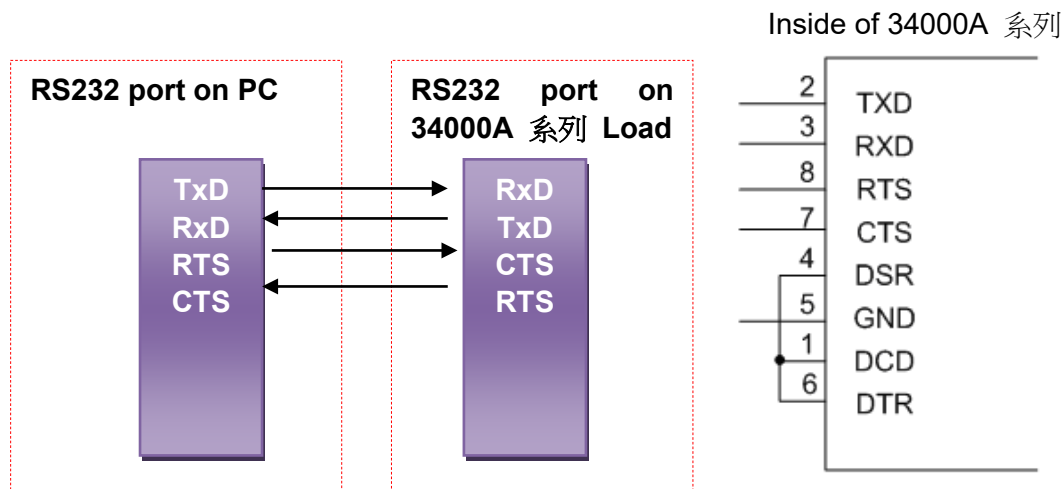 Inside of 34000A 系列
RS232 port on PC
RS232 port on
34000A 系列 Load
TxD
RxD
RTS
CTS
RxD
TxD
CTS
RTS
2 TXD
3 RXD
8 RTS
7 CTS
4 DSR
5 GND
1 DCD
6 DTR